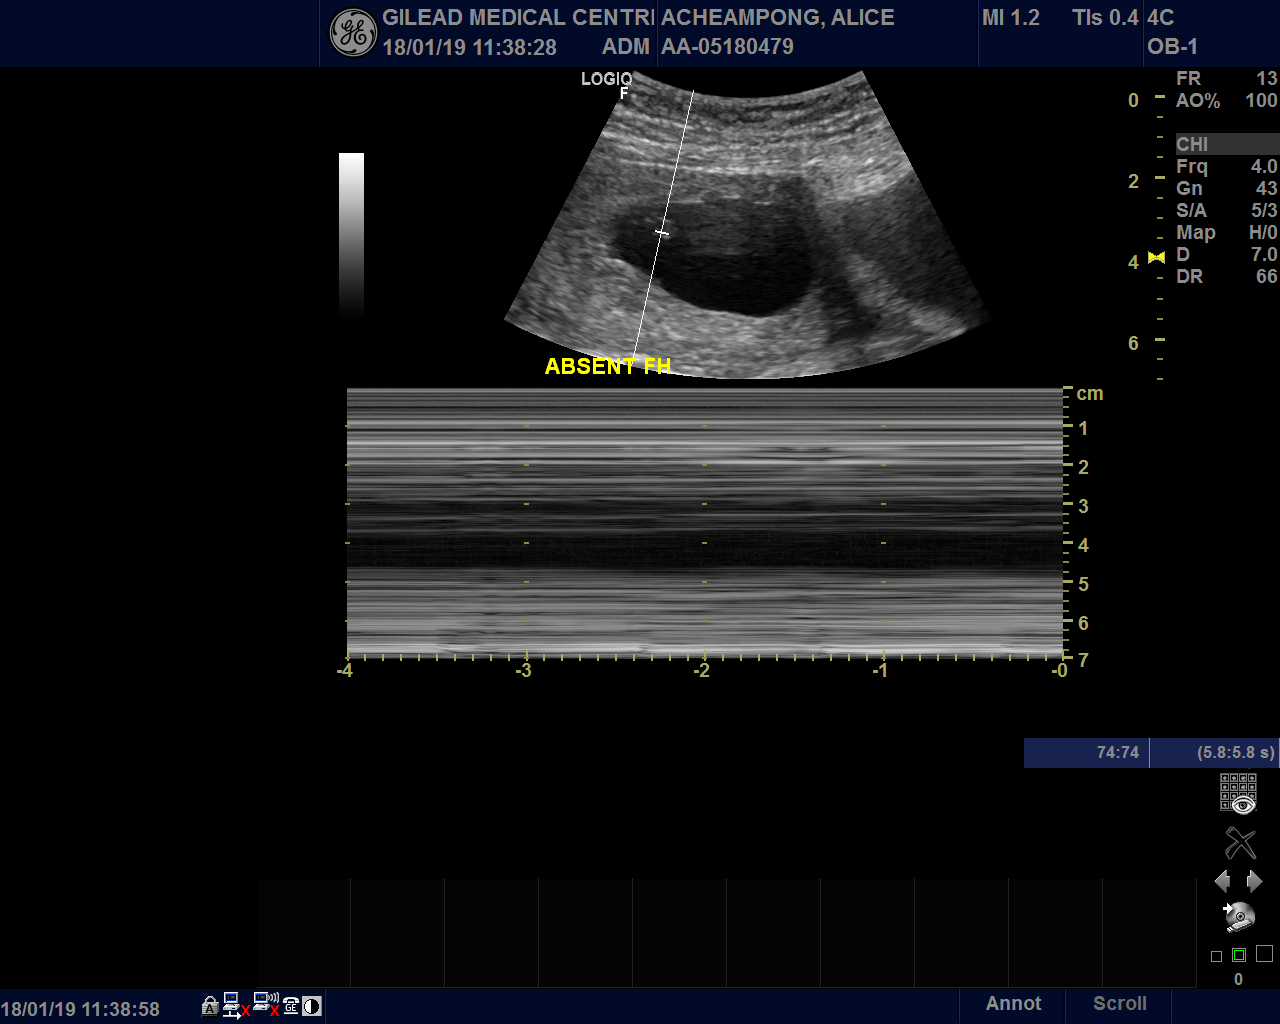 GILEAD MEDICAL CENTR
ACHEAMPONG, ALICE
MI 1.2
TIs 0.4
4C
18/01/19 11:38:28
ADM
AA-05180479
OB-1
LOGIQ
F
FR 13
AO% 100
CHI
Frq 4.0
Gn 43
S/A 5/3
Map H/0
D 7.0
DR 66
0
2
4
6
ABSENT FH
cm
1
2
3
4
5
6
7
-4
-3
-2
-1
-0
74:74
(5.8:5.8 s)
0
18/01/19 11:38:58
A
GE
Annot
Scroll